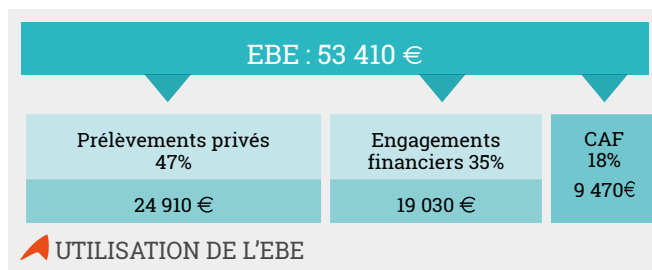 EBE : 53 410 €
Prélèvements privés
47%
24 910 €
Engagements
financiers 35%
19 030 €
CAF
18%
9 470€
UTILISATION DE L'EBE